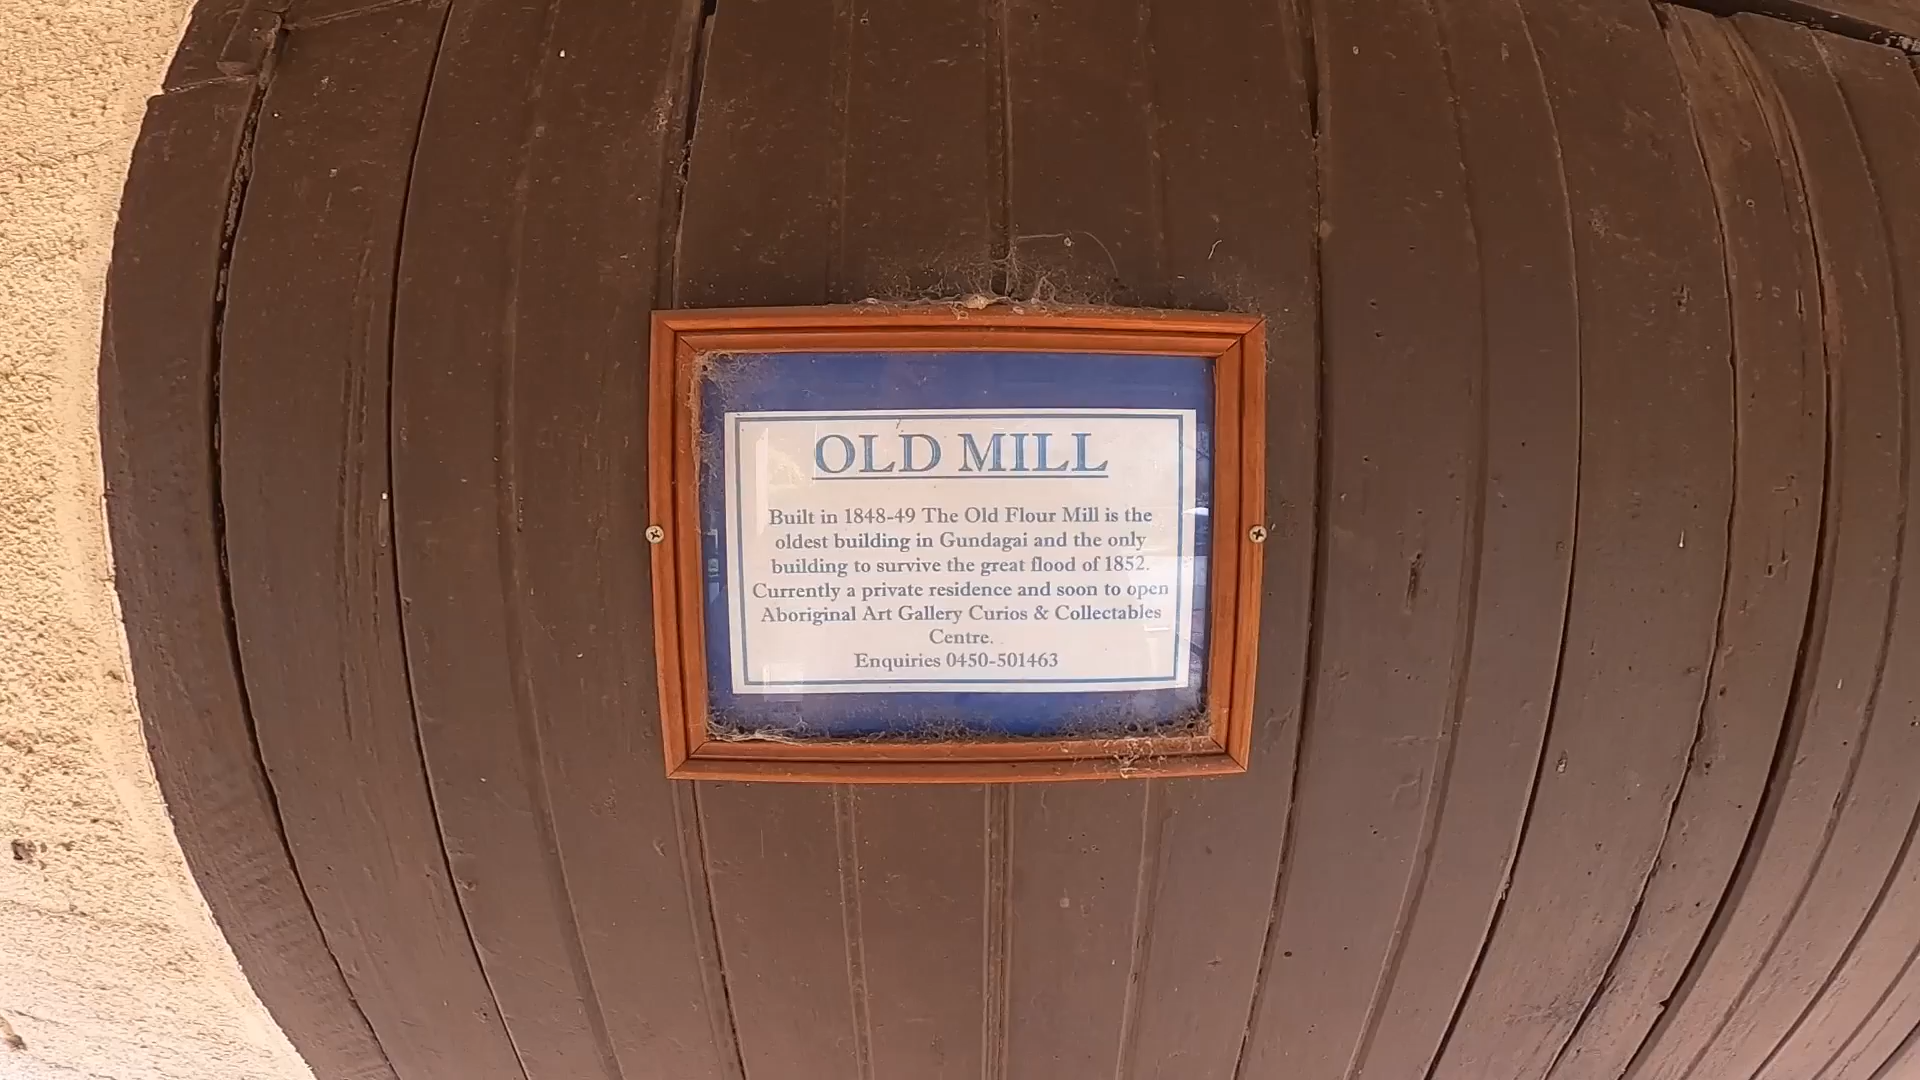 OLD MILL
Built in 1848-49 The Old Flour Mill is the
oldest building in Gundagai and the only
building to survive the great flood of 1852.
Currently a private residence and soon to open
Aboriginal Art Gallery Curios & Collectables
Centre.
Enquiries 0450-501463